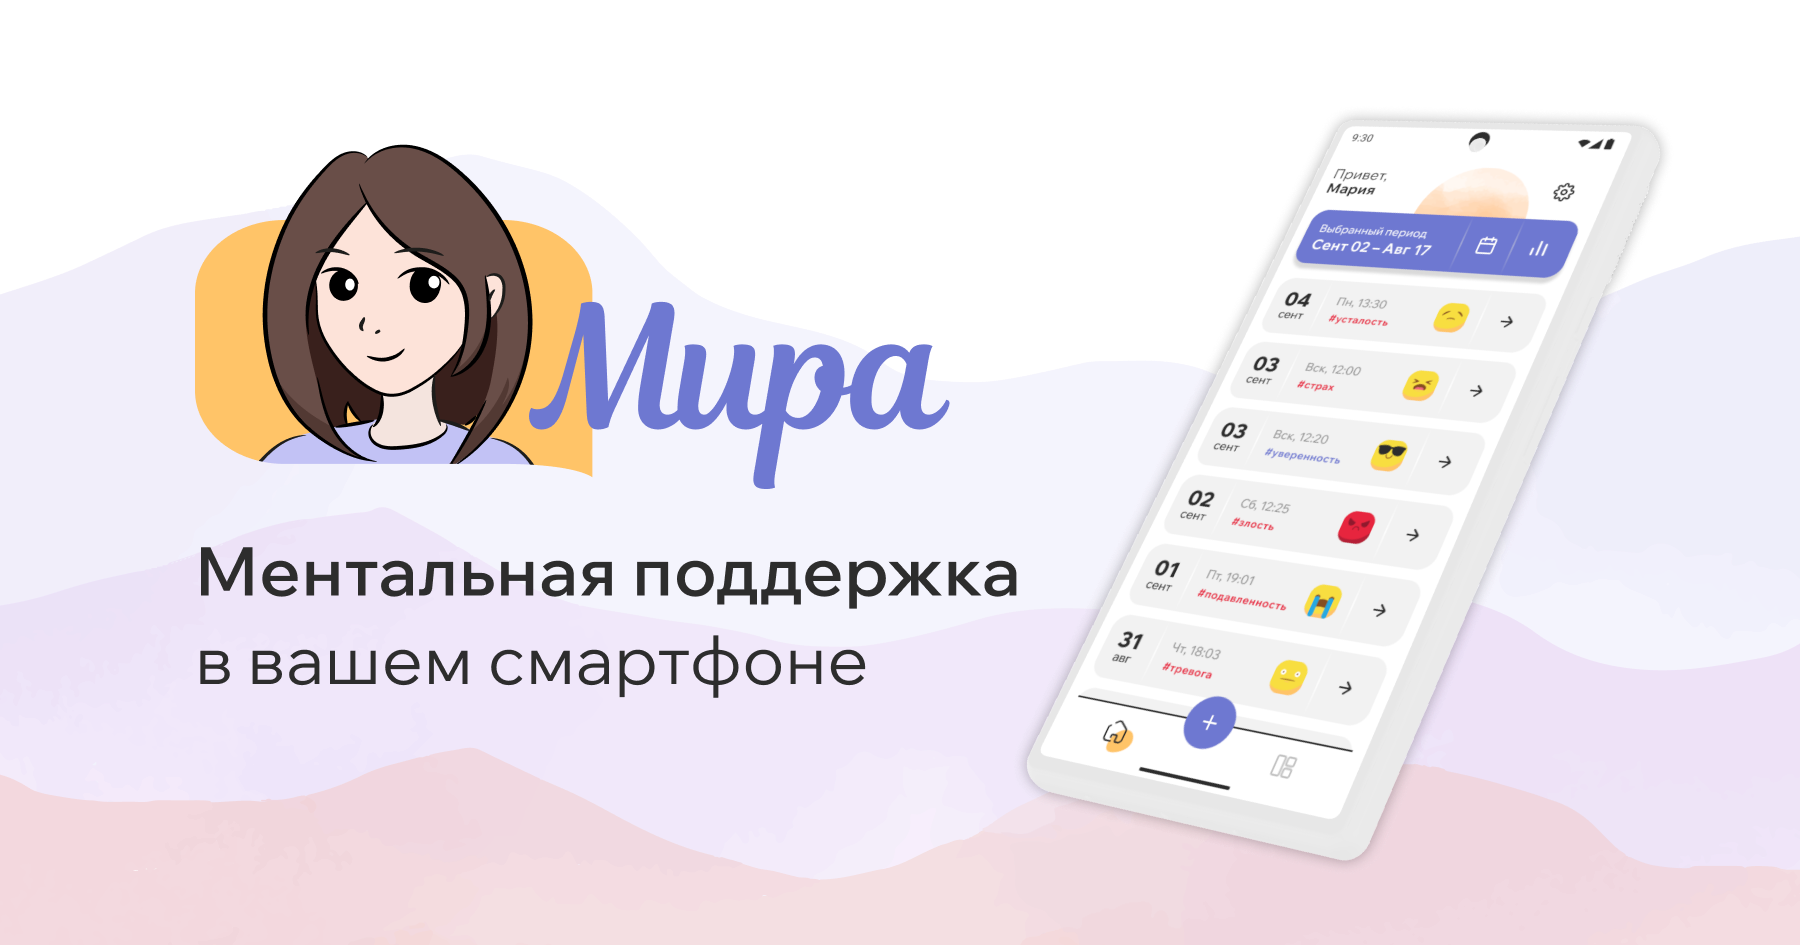 Мира
Ментальная поддержка
в вашем смартфоне
9:30
Привет,
Мария
Выбранный период
Сент 02 – Авг 17
04
сент
Пн, 13:30
#усталость
03
сент
Вск, 12:00
#страх
03
сент
Вск, 12:20
#уверенность
02
сент
Сб, 12:25
#злость
01
сент
Пт, 19:01
#подавленность
31
авг
Чт, 18:03
#тревога